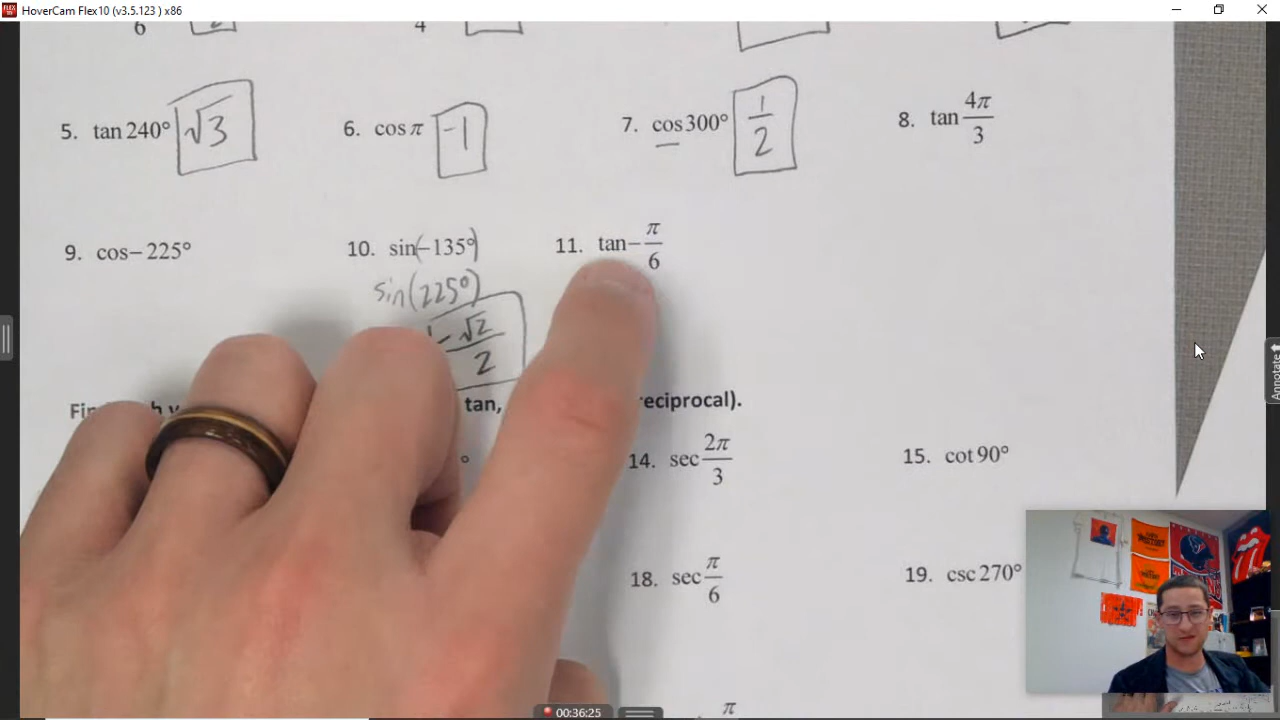 HoverCam Flex10 (v3.5.123) x86
6
4
5. tan 240° √3
6. cos π -1
7. cos 300° 1/2
8. tan 4π/3
9. cos– 225°
10. sin(–135°)
sin(225°)
-√2/2
11. tan– π/6
tan,
eciprocal).
14. sec 2π/3
15. cot 90°
18. sec π/6
19. csc 270°
π
Annotate
00:36:25